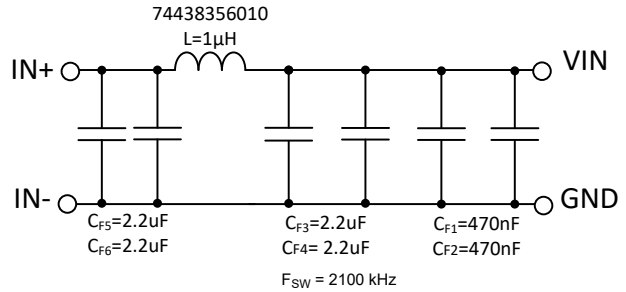 74438356010
L=1µH
IN+
VIN
IN-
GND
CF5=2.2uF
CF6=2.2uF
CF3=2.2uF
CF4= 2.2uF
CF1=470nF
CF2=470nF
FSW = 2100 kHz